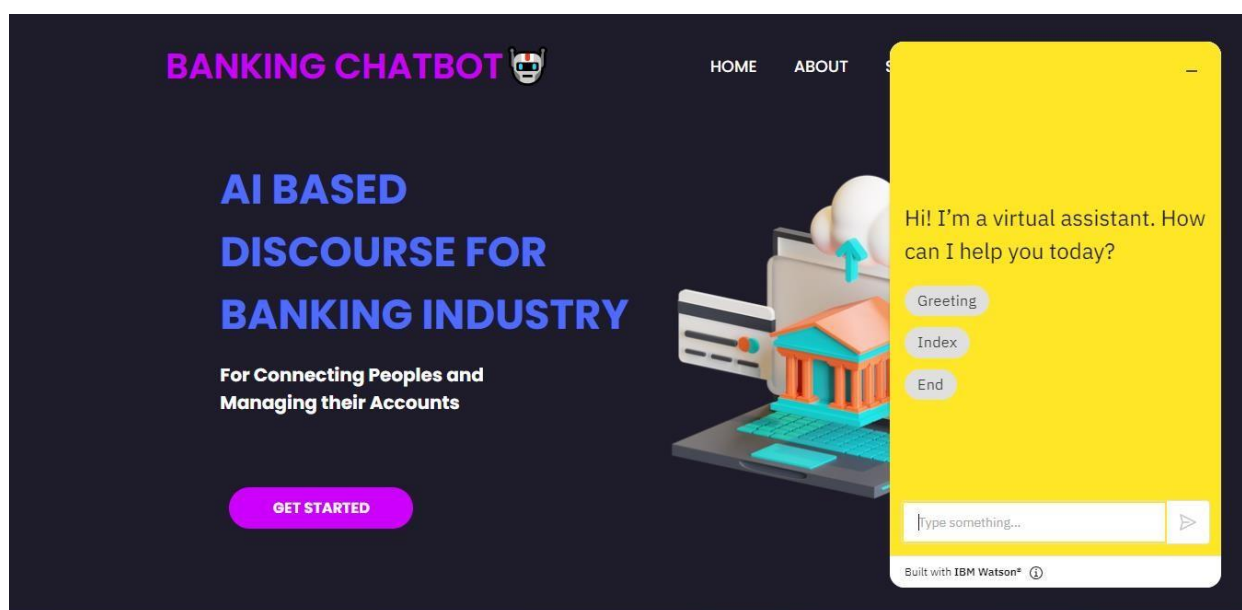 BANKING CHATBOT
HOME ABOUT
AI BASED
DISCOURSE FOR
BANKING INDUSTRY
For Connecting Peoples and
Managing their Accounts
GET STARTED
Hi! I’m a virtual assistant. How
can I help you today?
Greeting
Index
End
Type something...
Built with IBM Watson®